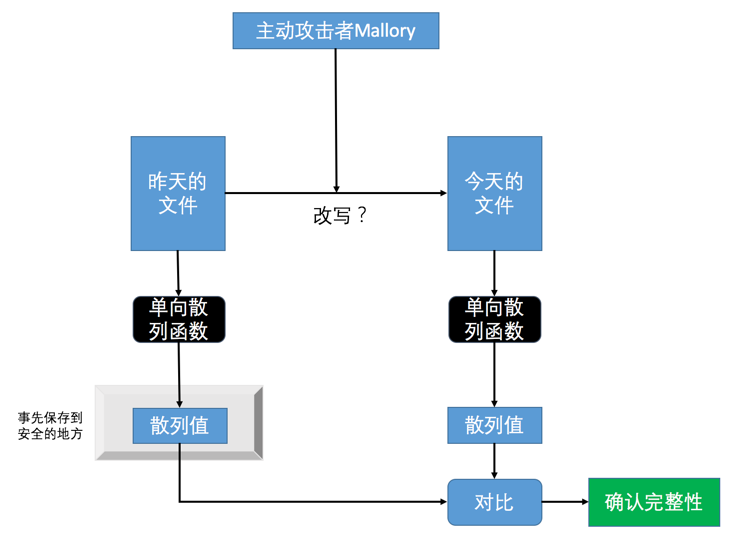 主动攻击者Mallory
昨天的
文件
今天的
文件
改写？
单向散
列函数
单向散
列函数
事先保存到
安全的地方
散列值
散列值
对比
确认完整性